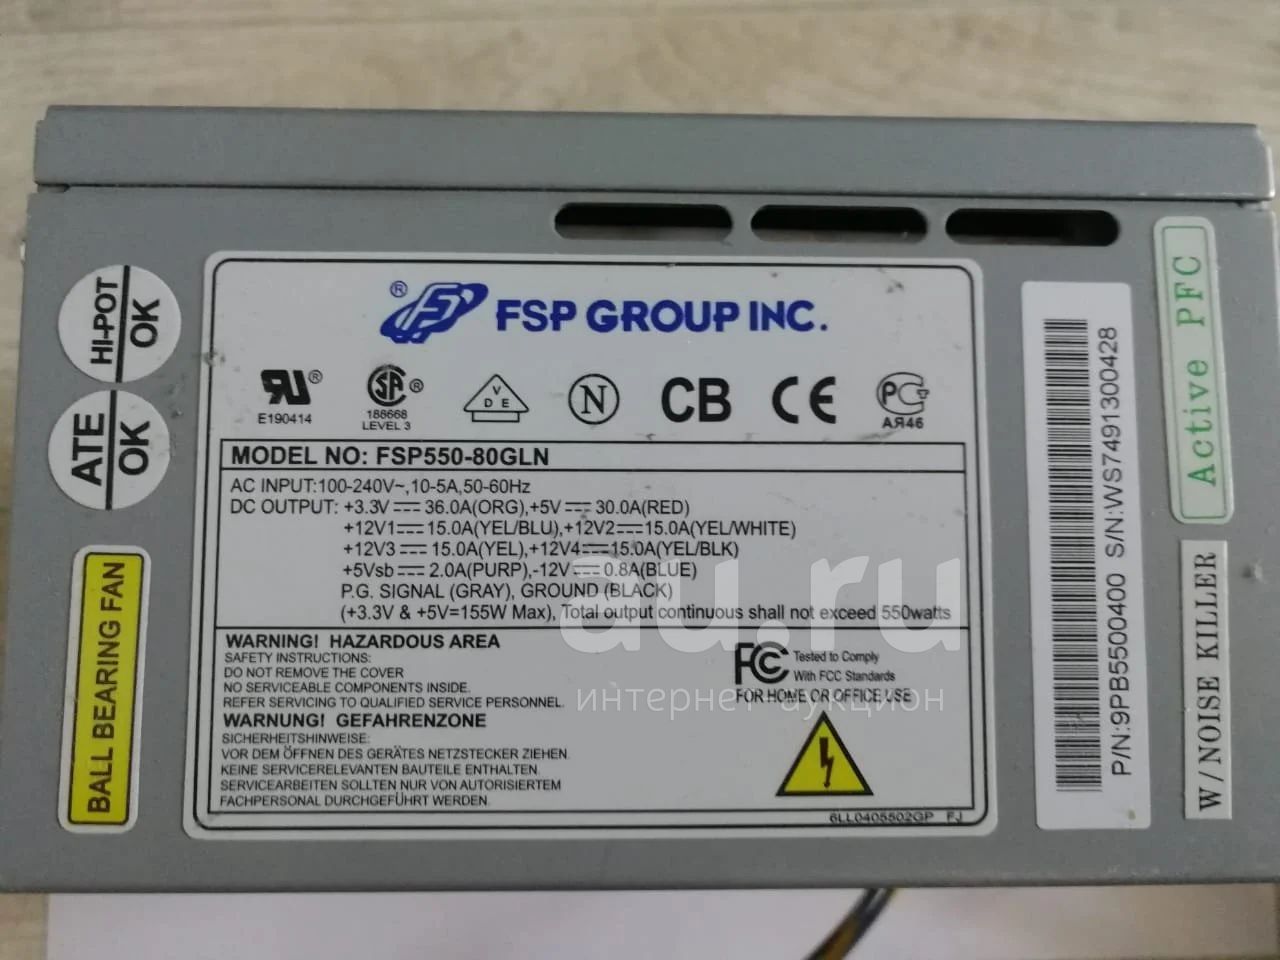 HI-POT
OK
ATE
OK
BALL BEARING FAN
® FSP GROUP INC.
® ® V D E N CB CE PC
E190414 188668 АЯ46
LEVEL 3
MODEL NO: FSP550-80GLN
AC INPUT:100-240V~,10-5A,50-60Hz
DC OUTPUT: +3.3V⎓36.0A(ORG),+5V⎓30.0A(RED)
+12V1⎓15.0A(YEL/BLU),+12V2⎓15.0A(YEL/WHITE)
+12V3⎓15.0A(YEL),+12V4⎓15.0A(YEL/BLK)
+5Vsb⎓2.0A(PURP),-12V⎓0.8A(BLUE)
P.G. SIGNAL (GRAY), GROUND (BLACK)
(+3.3V & +5V=155W Max), Total output continuous shall not exceed 550watts
WARNING! HAZARDOUS AREA
SAFETY INSTRUCTIONS:
DO NOT REMOVE THE COVER
NO SERVICEABLE COMPONENTS INSIDE.
REFER SERVICING TO QUALIFIED SERVICE PERSONNEL.
WARNUNG! GEFAHRENZONE
SICHERHEITSHINWEISE:
VOR DEM ÖFFNEN DES GERÄTES NETZSTECKER ZIEHEN.
KEINE SERVICERELEVANTEN BAUTEILE ENTHALTEN.
SERVICEARBEITEN SOLLTEN NUR VON AUTORISIERTEM
FACHPERSONAL DURCHGEFÜHRT WERDEN.
FC Tested to Comply
With FCC Standards
FOR HOME OR OFFICE USE
6LL0405502GP FJ
P/N:9PB5500400 S/N:WS7491300428
Active PFC
W/NOISE KILLER
au.ru
интернет аукцион